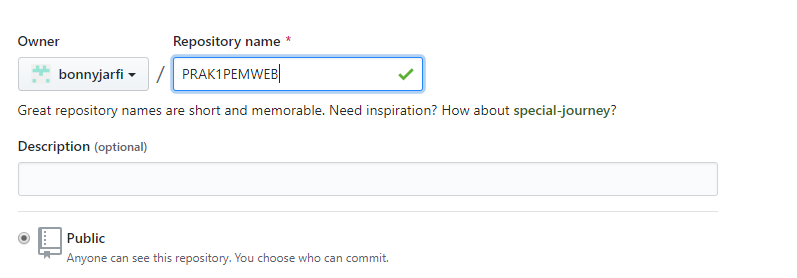 Owner Repository name *
bonnyjarfi / PRAK1PEMWEB
Great repository names are short and memorable. Need inspiration? How about special-journey?
Description (optional)
Public
Anyone can see this repository. You choose who can commit.